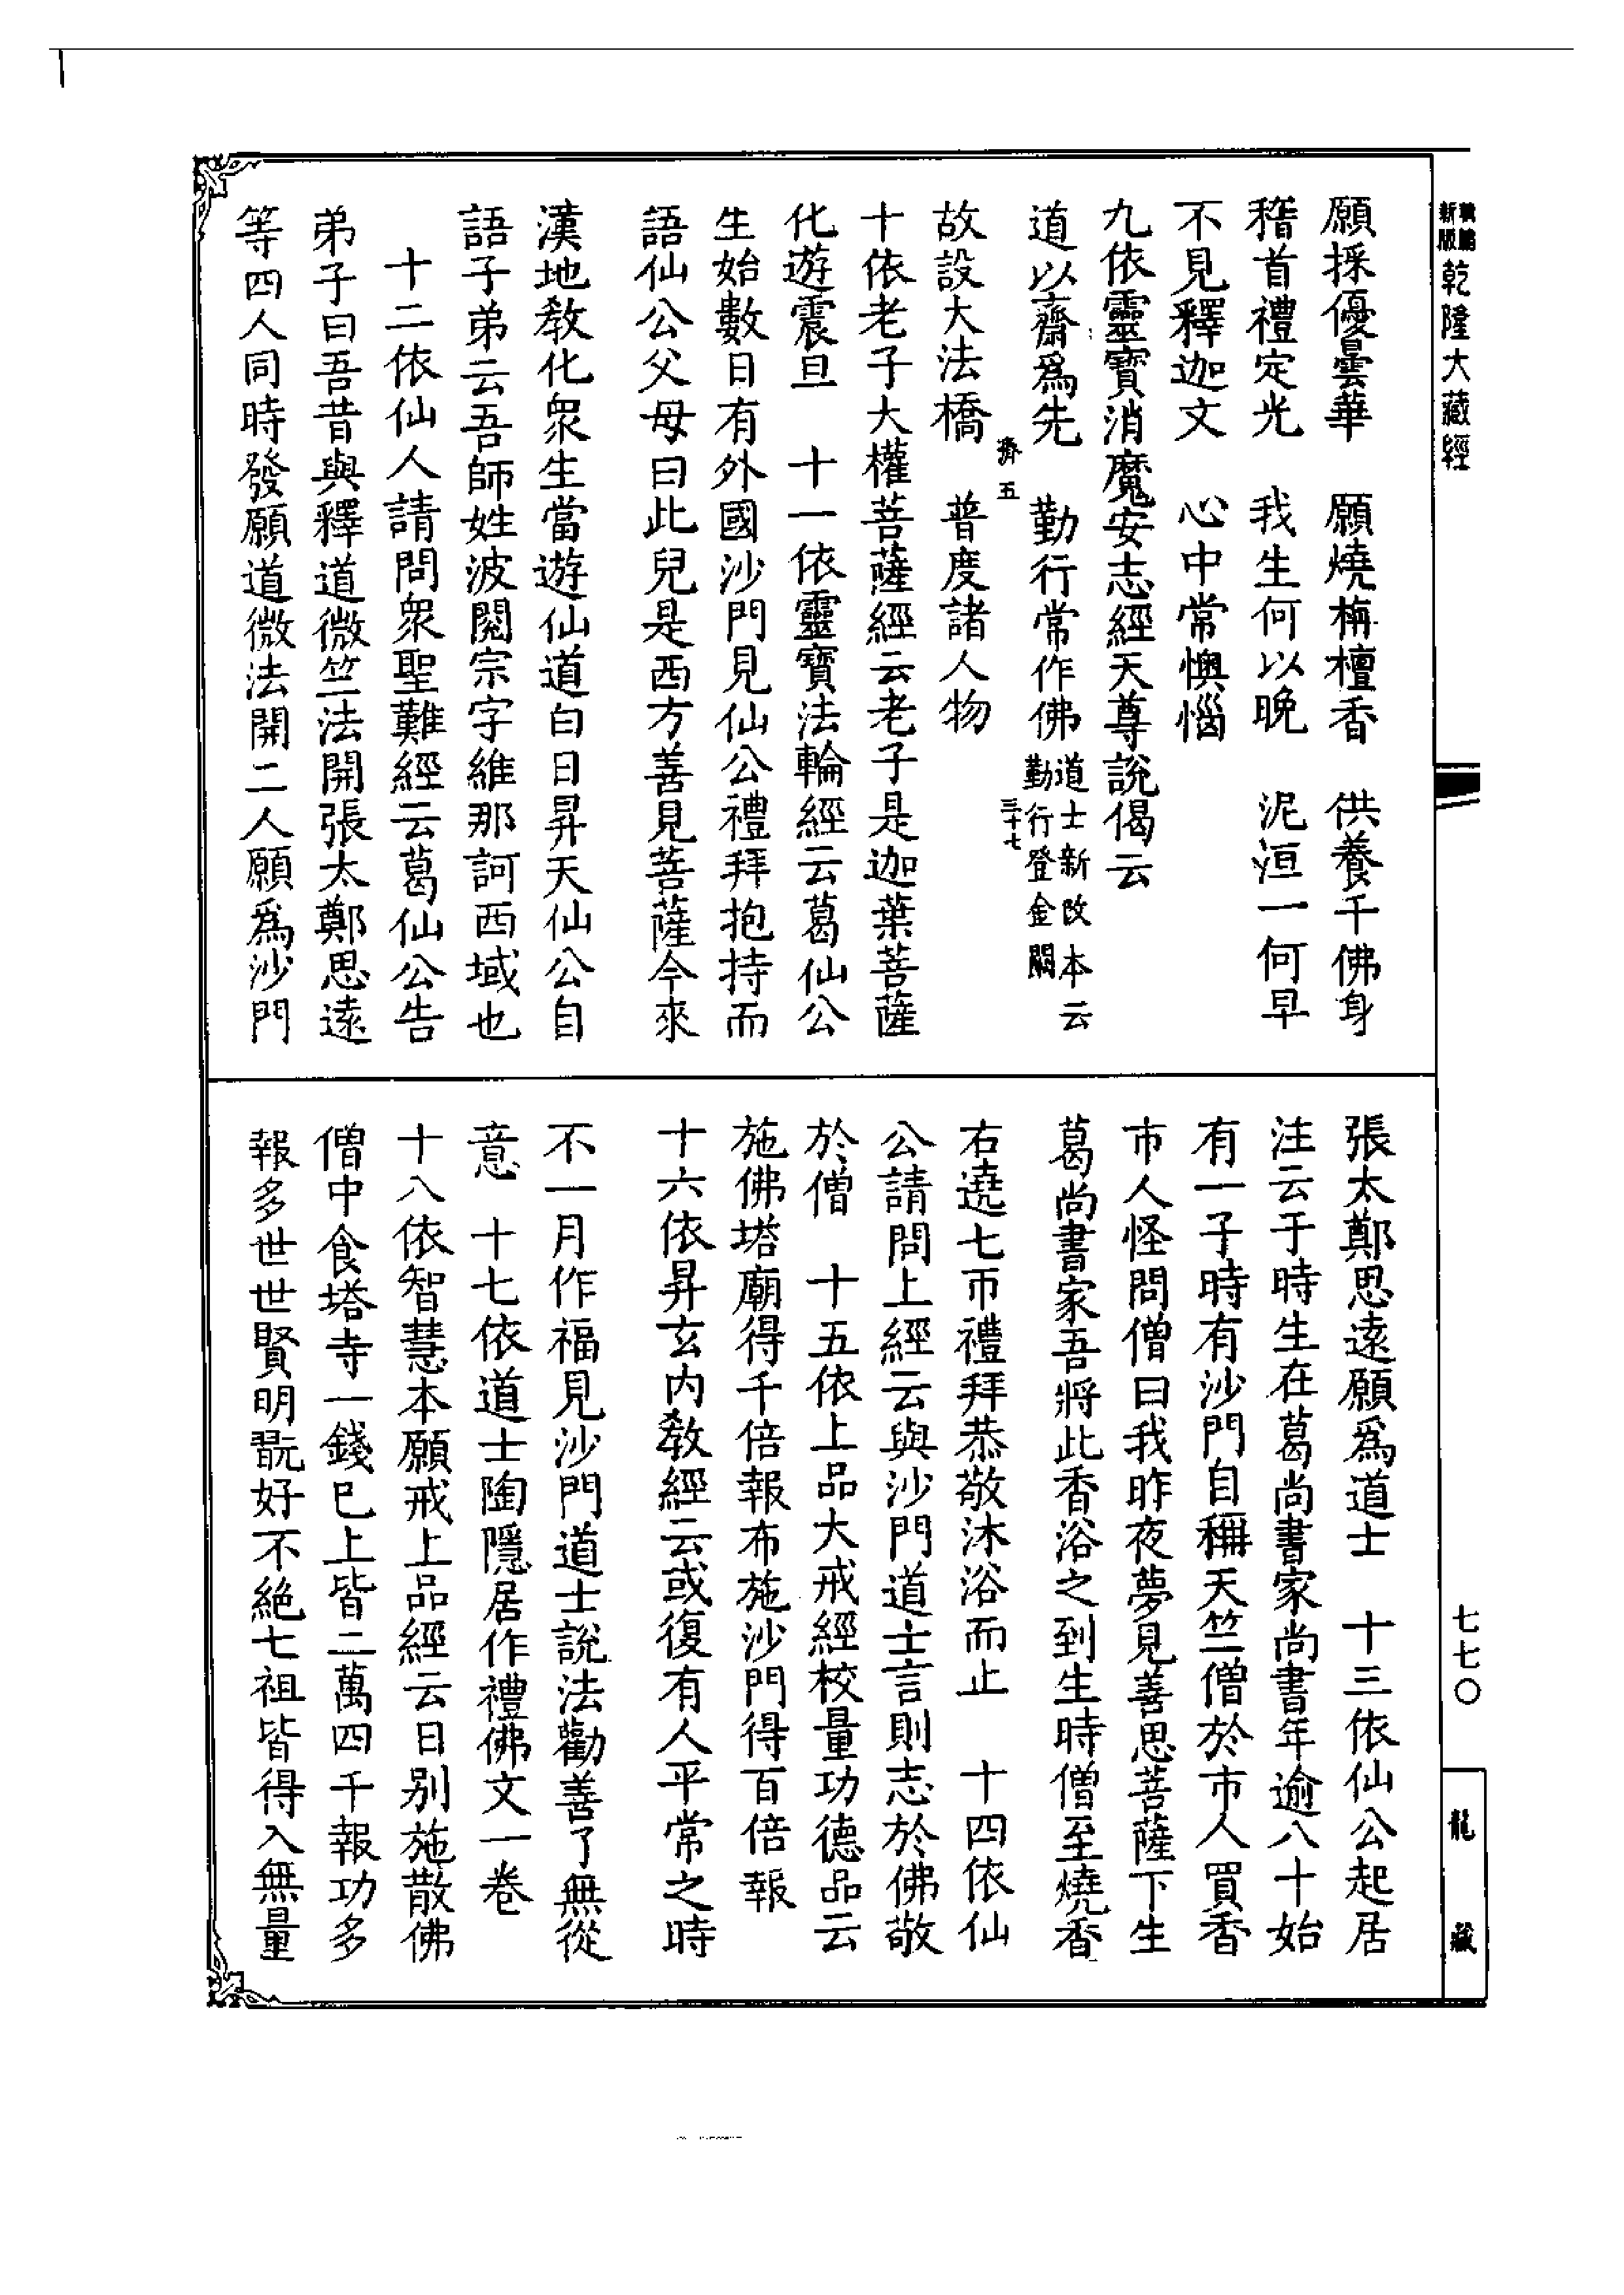 乾隆大藏經
願採優曇華　願燒栴檀香　供養千佛身
稽首禮定光　我生何以晚　泥洹一何早
不見釋迦文　心中常懊惱
九依靈寶消魔安志經天尊說偈云
道以齋爲先　勤行常作佛道士新改本云勤行登金闕
齊五　三十七
故設大法橋　普度諸人物
十依老子大權菩薩經云老子是迦葉菩薩
化遊震旦　十一依靈寶法輪經云葛仙公
生始數日有外國沙門見仙公禮拜抱持而
語仙公父母曰此兒是西方善見菩薩今來
漢地教化衆生當遊仙道白日昇天仙公自
語子弟云吾師姓波閱宗字維那訶西域也
十二依仙人請問衆聖難經云葛仙公告
弟子曰吾昔與釋道微竺法開張太鄭思遠
等四人同時發願道微法開二人願爲沙門
張太鄭思遠願爲道士　十三依仙公起居
注云于時生在葛尚書家尚書年逾八十始
有一子時有沙門自稱天竺僧於市人買香
市人怪問僧曰我昨夜夢見善思菩薩下生
葛尚書家吾將此香浴之到生時僧至燒香
右遶七帀禮拜恭敬沐浴而止　十四依仙
公請問上經云與沙門道士言則志於佛敬
於僧　十五依上品大戒經校量功德品云
施佛塔廟得千倍報布施沙門得百倍報
十六依昇玄内教經云或復有人平常之時
不一月作福見沙門道士說法勸善了無從
意　十七依道士陶隱居作禮佛文一卷
十八依智慧本願戒上品經云日別施散佛
僧中食塔寺一錢已上皆二萬四千報功多
報多世世賢明翫好不絶七祖皆得入無量
七七〇
龍藏